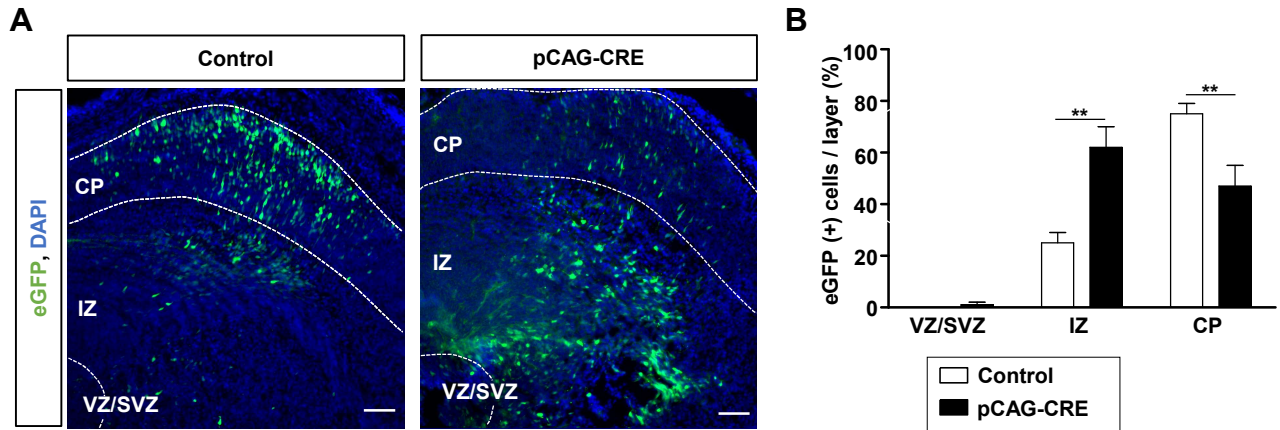 A
Control
pCAG-CRE
eGFP, DAPI
CP
IZ
VZ/SVZ
CP
IZ
VZ/SVZ
B
eGFP (+) cells / layer (%)
100
80
60
40
20
0
**
**
VZ/SVZ
IZ
CP
Control
pCAG-CRE